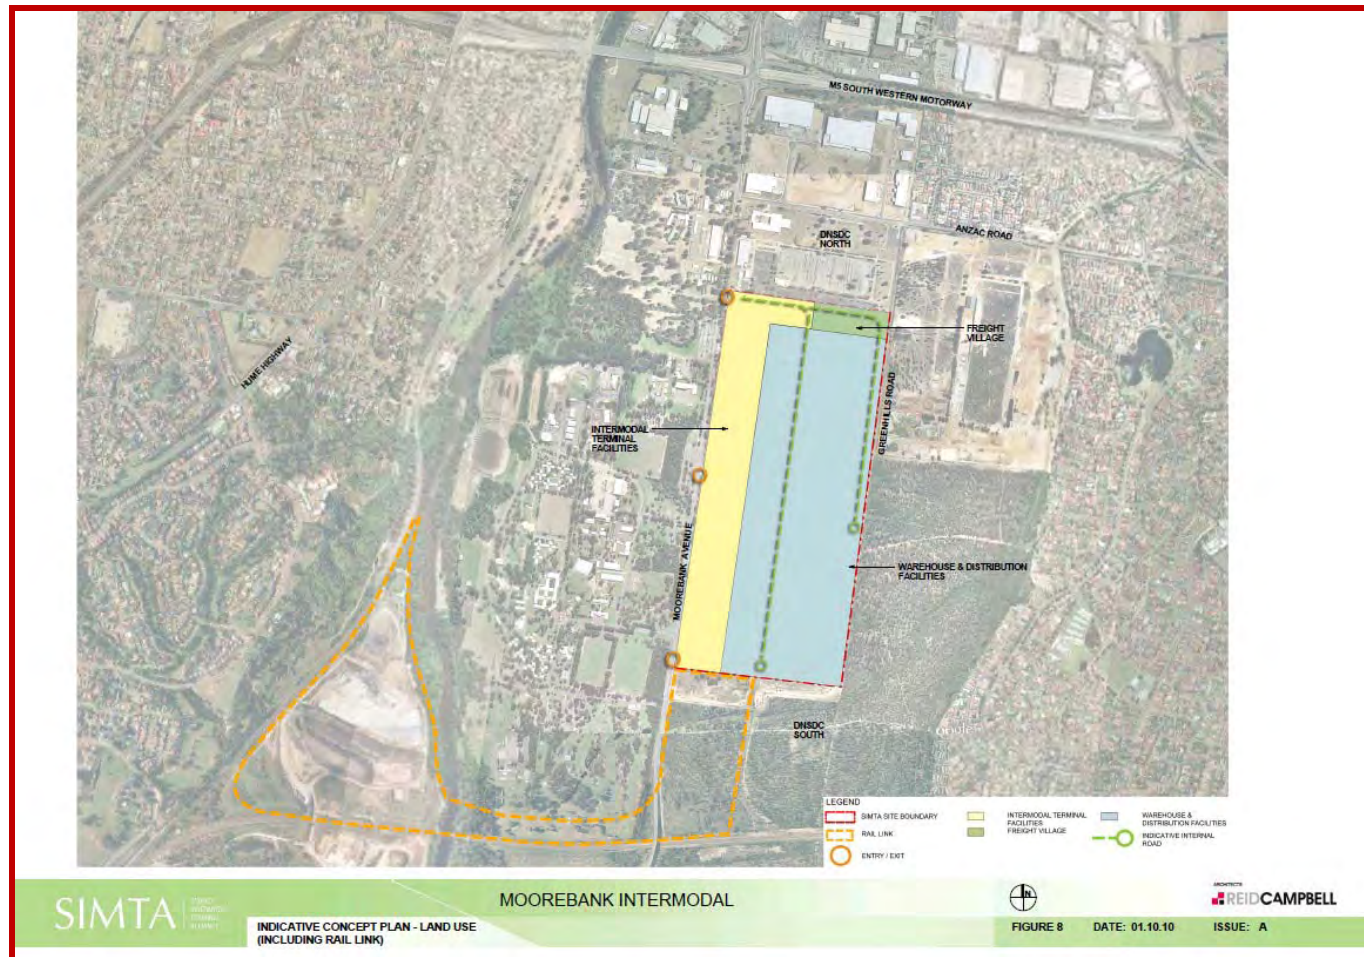 M5 SOUTH WESTERN MOTORWAY
ANZAC ROAD
DNSDC
NORTH
FREIGHT
VILLAGE
HUME HIGHWAY
GREENHILLS ROAD
INTERMODAL
TERMINAL
FACILITIES
MOOREBANK AVENUE
WAREHOUSE & DISTRIBUTION
FACILITIES
DNSDC
SOUTH
LEGEND
SIMTA SITE BOUNDARY
RAIL LINK
ENTRY / EXIT
INTERMODAL TERMINAL
FACILITIES
FREIGHT VILLAGE
WAREHOUSE &
DISTRIBUTION FACILITIES
INDICATIVE INTERNAL
ROAD
SIMTA
MOOREBANK INTERMODAL
INDICATIVE CONCEPT PLAN - LAND USE
(INCLUDING RAIL LINK)
N
FIGURE 8
DATE: 01.10.10
ISSUE: A
ARCHITECTS
REIDCAMPBELL